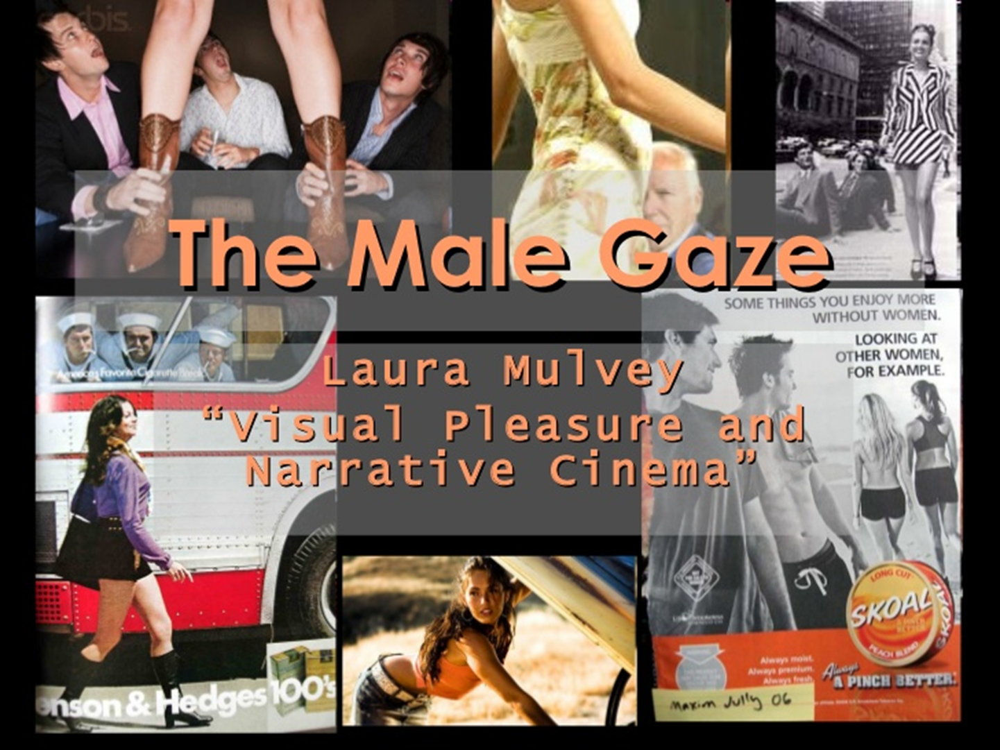 The Male Gaze
Laura Mulvey
“Visual Pleasure and
Narrative Cinema”
America's Favorite Cigarette Break
enson & Hedges 100's
SOME THINGS YOU ENJOY MORE
WITHOUT WOMEN.
LOOKING AT
OTHER WOMEN,
FOR EXAMPLE.
LONG CUT
SKOAL
SKOAL
PEACH BLEND
Always moist.
Always premium.
Always fresh.
Always
A PINCH BETTER.
Maxim Jully 06